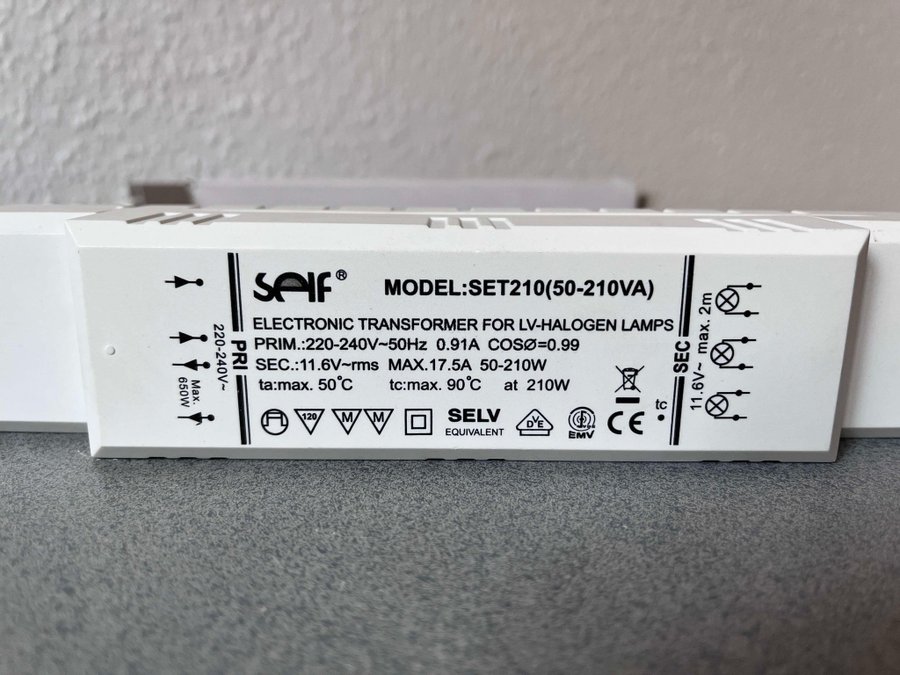 SELF®
MODEL:SET210(50-210VA)
ELECTRONIC TRANSFORMER FOR LV-HALOGEN LAMPS
PRIM.:220-240V~50Hz 0.91A COSØ=0.99
SEC.:11.6V~rms MAX.17.5A 50-210W
ta:max. 50°C tc:max. 90°C at 210W
120 M M SELV EQUIVALENT DVE EMV CE
tc
PRI
220-240V~
Max. 650W
SEC
11.6V~ max. 2m